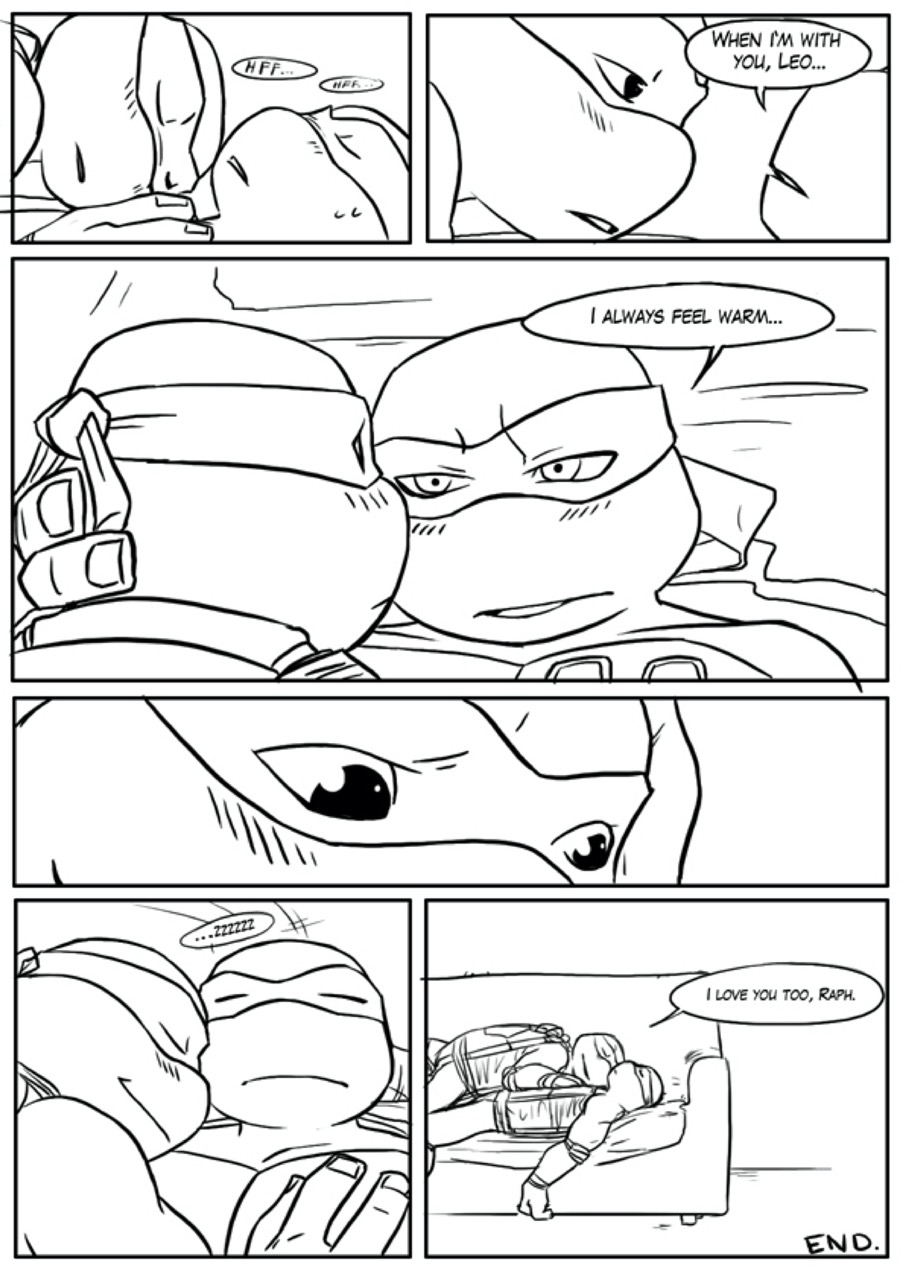 HFF...
HFF...
WHEN I'M WITH
YOU, LEO...
I ALWAYS FEEL WARM...
...ZZZZZZ
I LOVE YOU TOO, RAPH.
END.